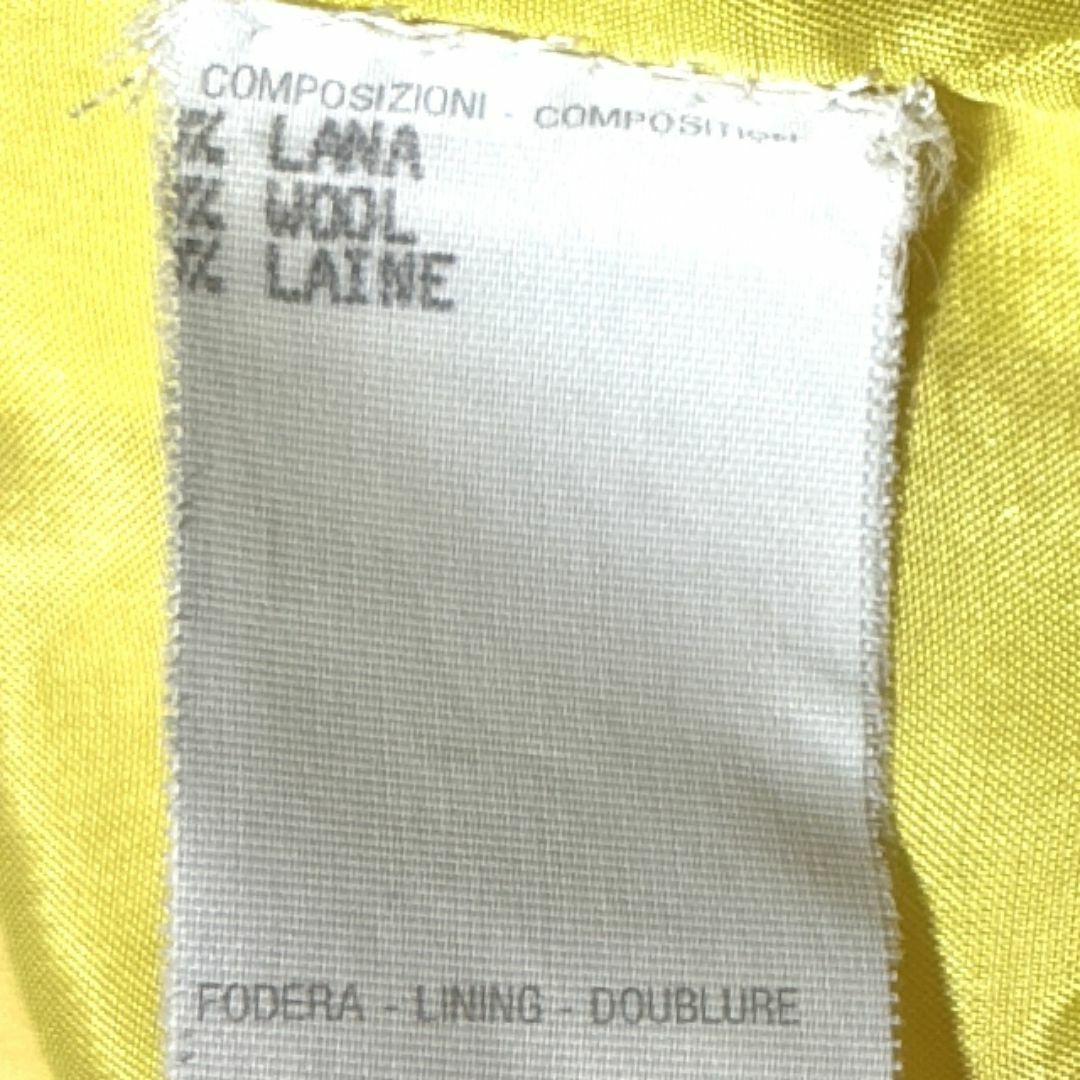 COMPOSIZIONI - COMPOSITION
% LANA
% WOOL
% LAINE
FODERA - LINING - DOUBLURE